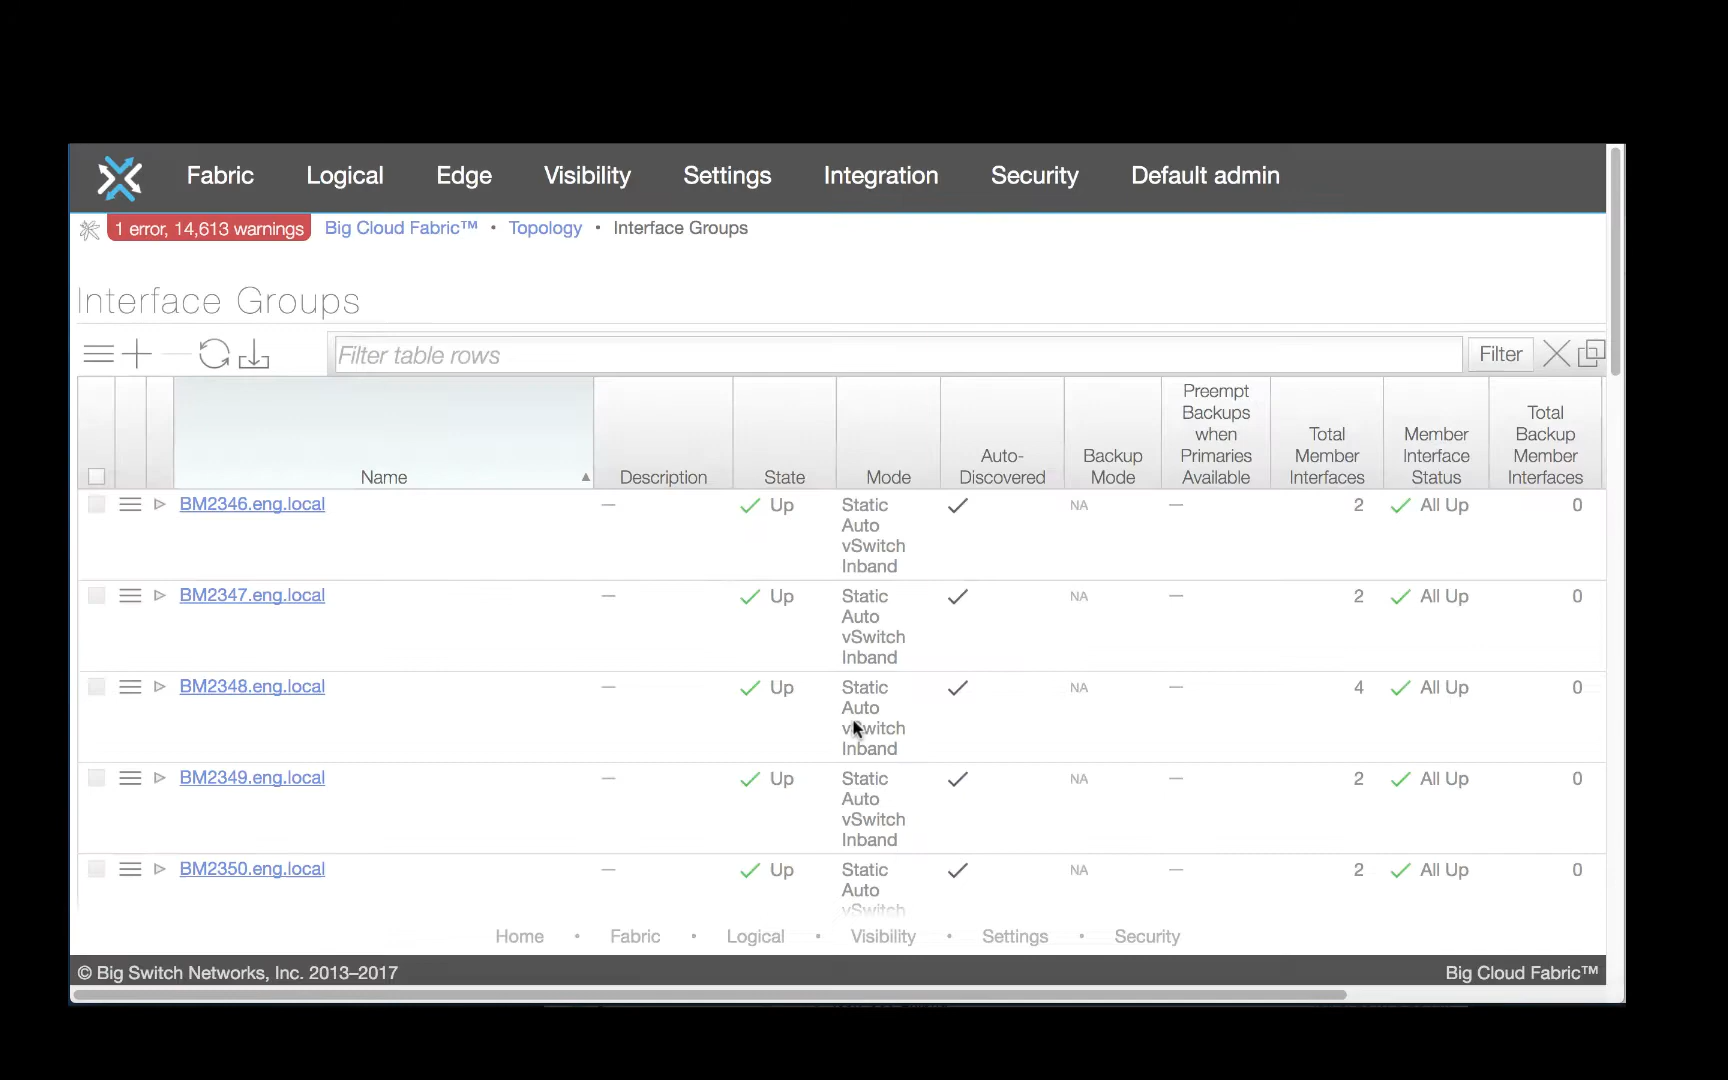 Fabric Logical Edge Visibility Settings Integration Security Default admin
1 error, 14,613 warnings Big Cloud Fabric™ • Topology • Interface Groups
Interface Groups
Filter table rows Filter
Name Description State Mode Auto-Discovered Backup Mode Preempt Backups when Primaries Available Total Member Interfaces Member Interface Status Total Backup Member Interfaces
BM2346.eng.local — Up Static Auto vSwitch Inband NA — 2 All Up 0
BM2347.eng.local — Up Static Auto vSwitch Inband NA — 2 All Up 0
BM2348.eng.local — Up Static Auto vSwitch Inband NA — 4 All Up 0
BM2349.eng.local — Up Static Auto vSwitch Inband NA — 2 All Up 0
BM2350.eng.local — Up Static Auto vSwitch NA — 2 All Up 0
Home • Fabric • Logical • Visibility • Settings • Security
© Big Switch Networks, Inc. 2013–2017 Big Cloud Fabric™